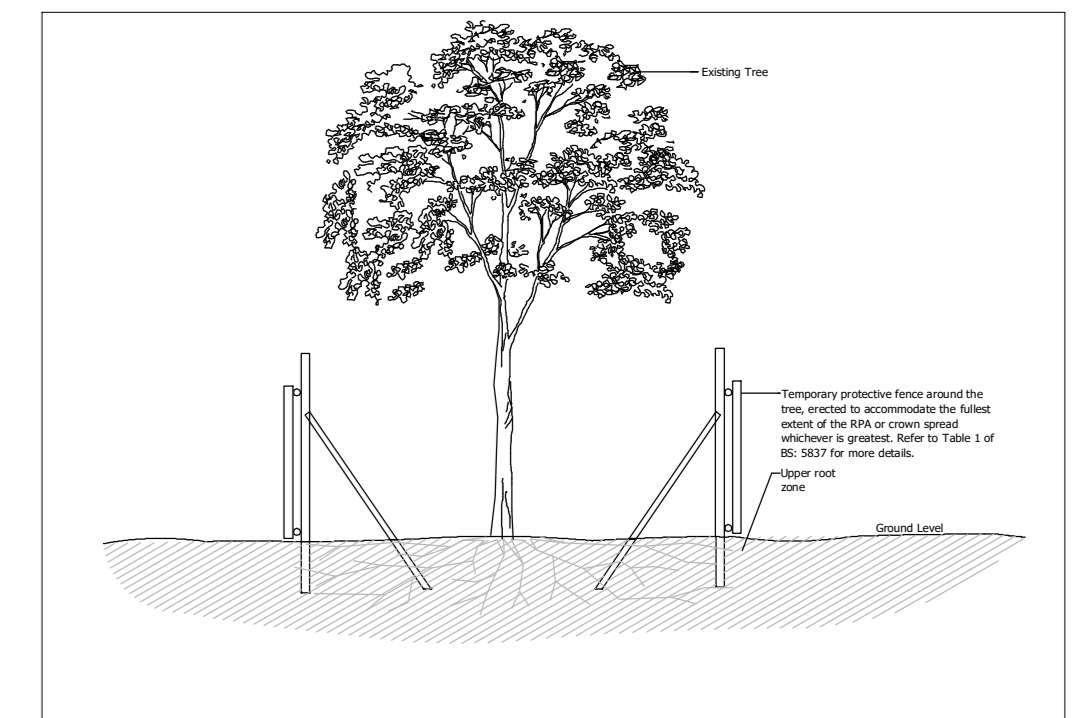 Existing Tree
Temporary protective fence around the
tree, erected to accommodate the fullest
extent of the RPA or crown spread
whichever is greatest. Refer to Table 1 of
BS: 5837 for more details.
Upper root
zone
Ground Level